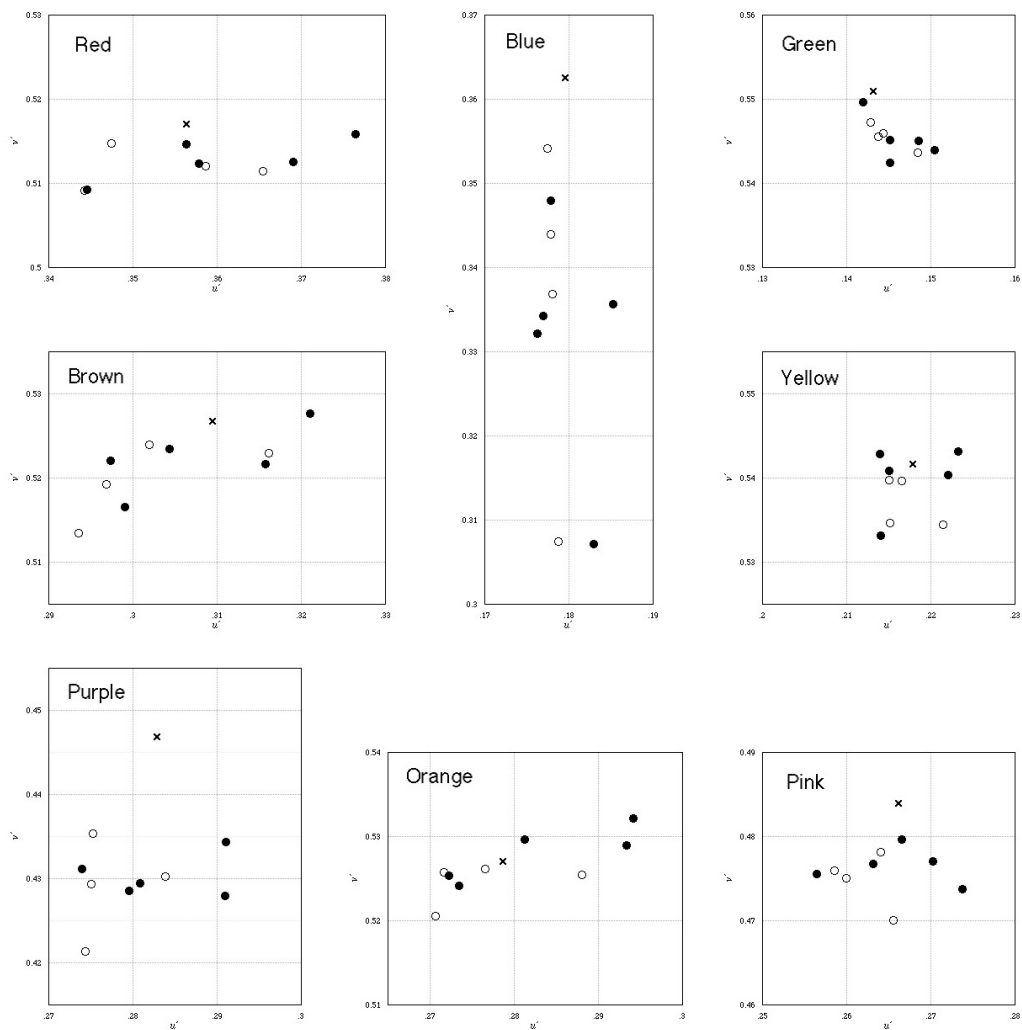 Red
0.53
0.52
0.51
0.5
v´
.34
.35
.36
.37
.38
u´
Blue
0.37
0.36
0.35
0.34
0.33
0.32
0.31
0.3
v´
.17
.18
.19
u´
Green
0.56
0.55
0.54
0.53
v´
.13
.14
.15
.16
u´
Brown
0.53
0.52
0.51
v´
.29
.3
.31
.32
.33
u´
Yellow
0.55
0.54
0.53
v´
.2
.21
.22
.23
u´
Purple
0.45
0.44
0.43
0.42
v´
.27
.28
.29
.3
u´
Orange
0.54
0.53
0.52
0.51
v´
.27
.28
.29
.3
u´
Pink
0.49
0.48
0.47
0.46
v´
.25
.26
.27
.28
u´